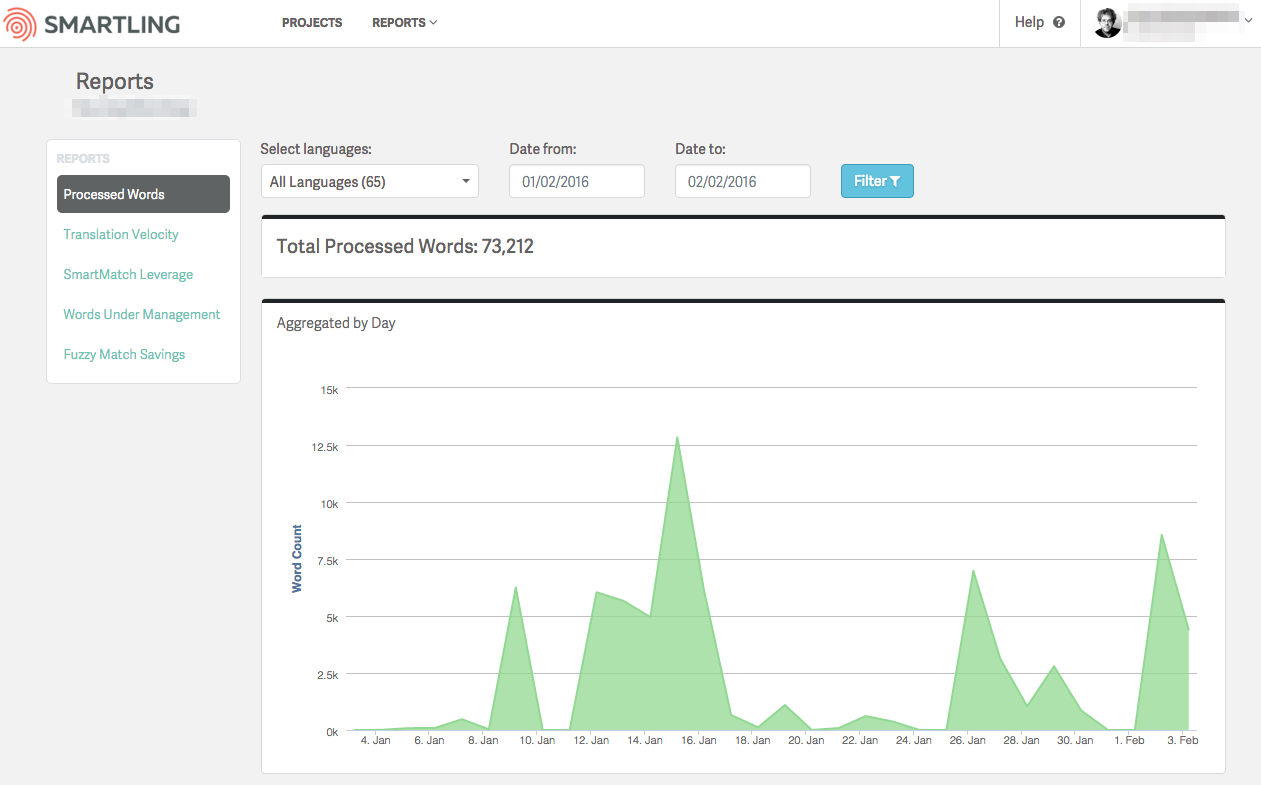 SMARTLING
PROJECTS
REPORTS
Help
Reports
REPORTS
Processed Words
Translation Velocity
SmartMatch Leverage
Words Under Management
Fuzzy Match Savings
Select languages:
Date from:
Date to:
All Languages (65)
01/02/2016
02/02/2016
Filter
Total Processed Words: 73,212
Aggregated by Day
Word Count
15k
12.5k
10k
7.5k
5k
2.5k
0k
4. Jan
6. Jan
8. Jan
10. Jan
12. Jan
14. Jan
16. Jan
18. Jan
20. Jan
22. Jan
24. Jan
26. Jan
28. Jan
30. Jan
1. Feb
3. Feb